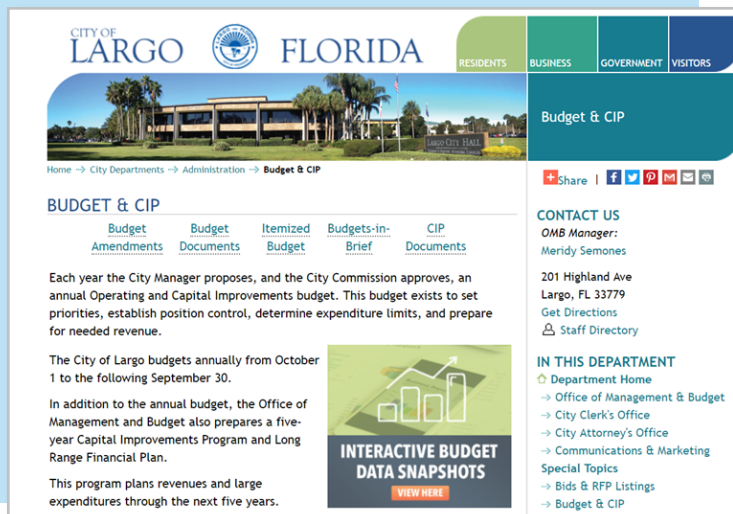 CITY OF
LARGO FLORIDA
RESIDENTS
BUSINESS
GOVERNMENT
VISITORS
LARGO CITY HALL
Budget & CIP
Home → City Departments → Administration → Budget & CIP
Share |
BUDGET & CIP
Budget Amendments
Budget Documents
Itemized Budget
Budgets-in-Brief
CIP Documents
Each year the City Manager proposes, and the City Commission approves, an
annual Operating and Capital Improvements budget. This budget exists to set
priorities, establish position control, determine expenditure limits, and prepare
for needed revenue.
The City of Largo budgets annually from October
1 to the following September 30.
In addition to the annual budget, the Office of
Management and Budget also prepares a five-
year Capital Improvements Program and Long
Range Financial Plan.
This program plans revenues and large
expenditures through the next five years.
INTERACTIVE BUDGET
DATA SNAPSHOTS
VIEW HERE
CONTACT US
OMB Manager:
Meridy Semones
201 Highland Ave
Largo, FL 33779
Get Directions
Staff Directory
IN THIS DEPARTMENT
Department Home
→ Office of Management & Budget
→ City Clerk's Office
→ City Attorney's Office
→ Communications & Marketing
Special Topics
→ Bids & RFP Listings
→ Budget & CIP